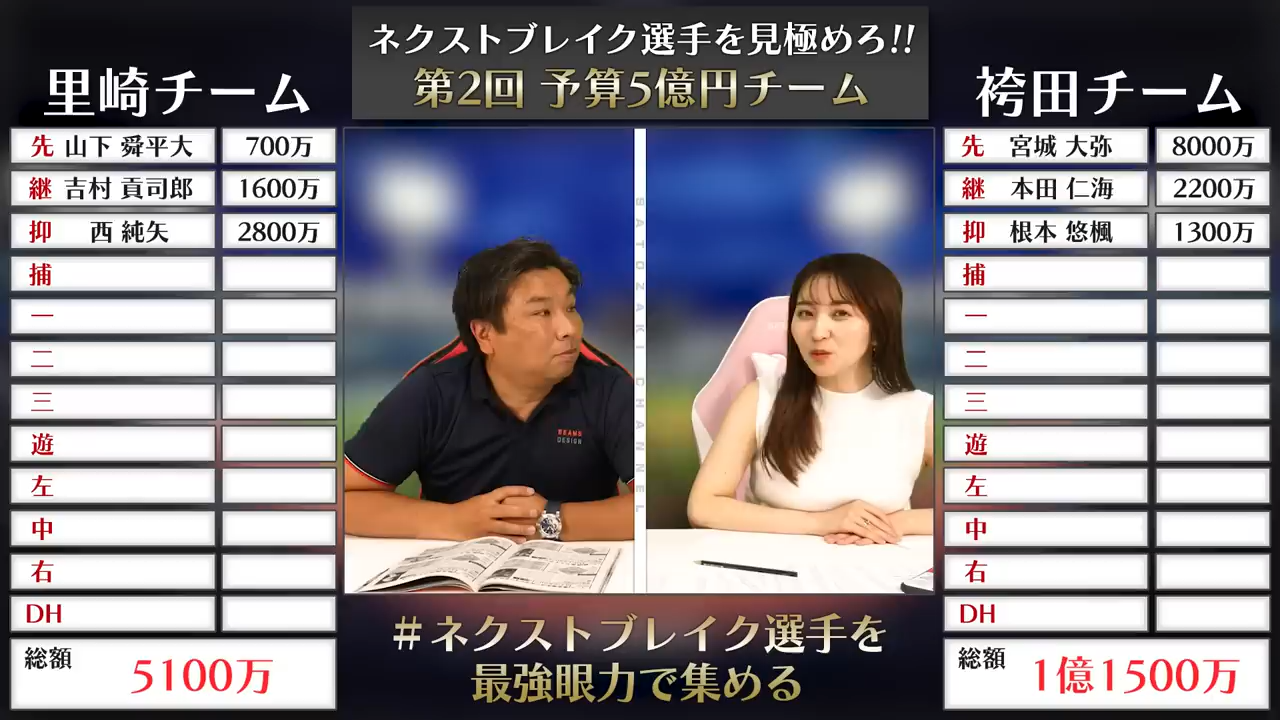 ネクストブレイク選手を見極めろ!!
第2回 予算5億円チーム
里崎チーム
先 山下 舜平大 700万
継 吉村 貢司郎 1600万
抑 西 純矢 2800万
捕
一
二
三
遊
左
中
右
DH
総額 5100万
SATOZAKI CHANNEL
BEAMS
DESIGN
袴田チーム
先 宮城 大弥 8000万
継 本田 仁海 2200万
抑 根本 悠楓 1300万
捕
一
二
三
遊
左
中
右
DH
総額 1億1500万
#ネクストブレイク選手を
最強眼力で集める